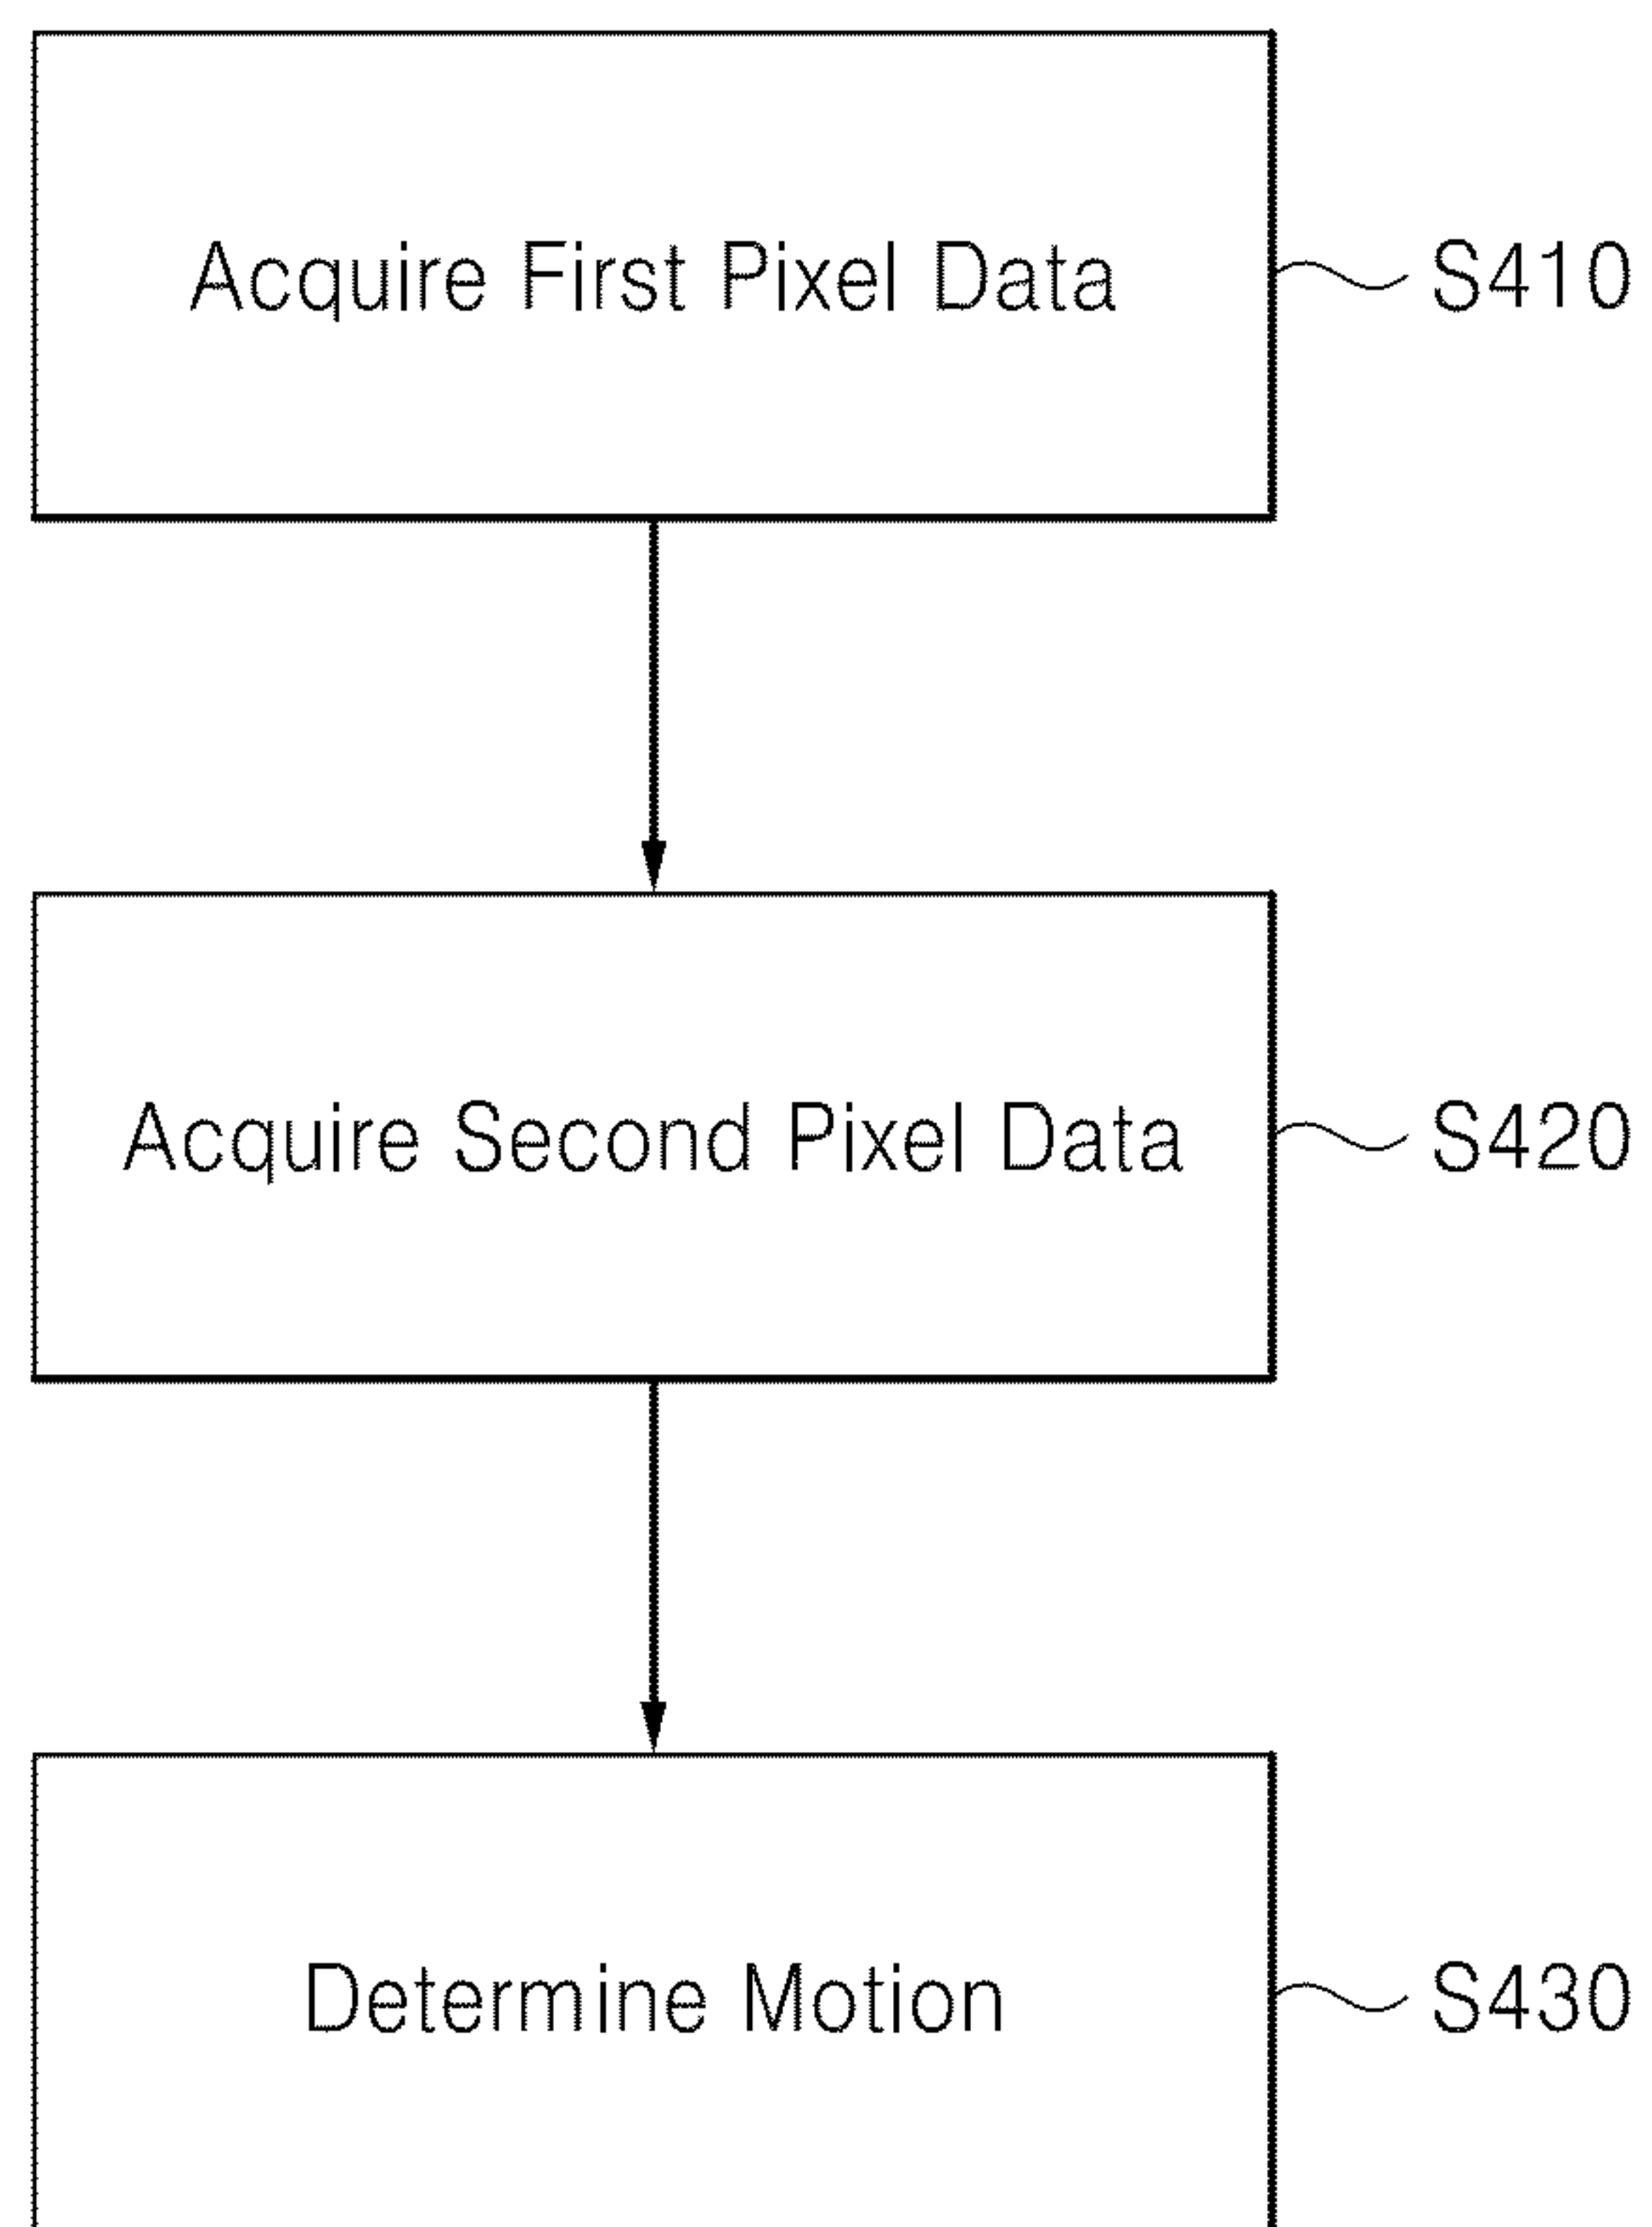 Acquire First Pixel Data S410
Acquire Second Pixel Data S420
Determine Motion S430